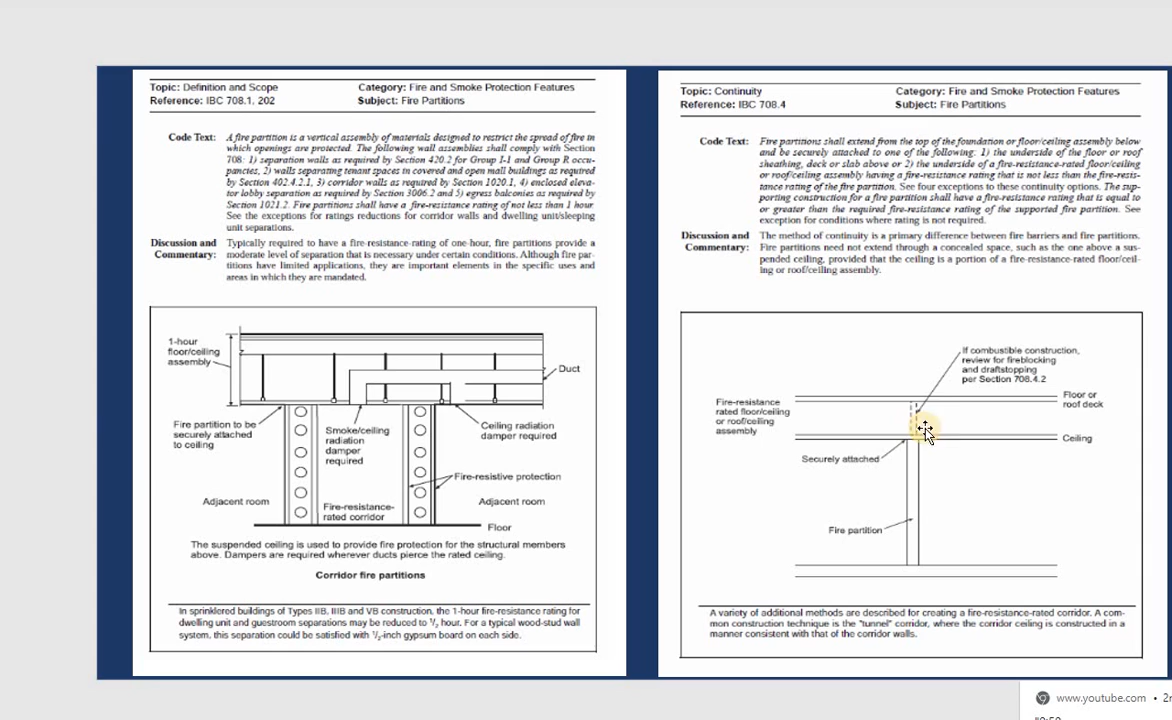 Topic: Definition and Scope
Category: Fire and Smoke Protection Features
Reference: IBC 708.1, 202
Subject: Fire Partitions
Code Text: A fire partition is a vertical assembly of materials designed to restrict the spread of fire in
which openings are protected. The following wall assemblies shall comply with Section
708: 1) separation walls as required by Section 420.2 for Group I-1 and Group R occu-
pancies, 2) walls separating tenant spaces in covered and open mall buildings as required
by Section 402.4.2.1, 3) corridor walls as required by Section 1020.1, 4) enclosed eleva-
tor lobby separation as required by Section 3006.2 and 5) egress balconies as required by
Section 1021.2. Fire partitions shall have a fire-resistance rating of not less than 1 hour.
See the exceptions for ratings reductions for corridor walls and dwelling unit/sleeping
unit separations.
Discussion and Typically required to have a fire-resistance-rating of one-hour, fire partitions provide a
Commentary: moderate level of separation that is necessary under certain conditions. Although fire par-
titions have limited applications, they are important elements in the specific uses and
areas in which they are mandated.
1-hour
floor/ceiling
assembly
Duct
Fire partition to be
securely attached
to ceiling
Smoke/ceiling
radiation
damper
required
Ceiling radiation
damper required
Fire-resistive protection
Adjacent room
Fire-resistance-
rated corridor
Adjacent room
Floor
The suspended ceiling is used to provide fire protection for the structural members
above. Dampers are required wherever ducts pierce the rated ceiling.
Corridor fire partitions
In sprinklered buildings of Types IIB, IIIB and VB construction, the 1-hour fire-resistance rating for
dwelling unit and guestroom separations may be reduced to 1/2 hour. For a typical wood-stud wall
system, this separation could be satisfied with 1/2-inch gypsum board on each side.
Topic: Continuity
Category: Fire and Smoke Protection Features
Reference: IBC 708.4
Subject: Fire Partitions
Code Text: Fire partitions shall extend from the top of the foundation or floor/ceiling assembly below
and be securely attached to one of the following: 1) the underside of the floor or roof
sheathing, deck or slab above or 2) the underside of a fire-resistance-rated floor/ceiling
or roof/ceiling assembly having a fire-resistance rating that is not less than the fire-resis-
tance rating of the fire partition. See four exceptions to these continuity options. The sup-
porting construction for a fire partition shall have a fire-resistance rating that is equal to
or greater than the required fire-resistance rating of the supported fire partition. See
exception for conditions where rating is not required.
Discussion and The method of continuity is a primary difference between fire barriers and fire partitions.
Commentary: Fire partitions need not extend through a concealed space, such as the one above a sus-
pended ceiling, provided that the ceiling is a portion of a fire-resistance-rated floor/ceil-
ing or roof/ceiling assembly.
If combustible construction,
review for fireblocking
and draftstopping
per Section 708.4.2
Fire-resistance
rated floor/ceiling
or roof/ceiling
assembly
Floor or
roof deck
Ceiling
Securely attached
Fire partition
A variety of additional methods are described for creating a fire-resistance-rated corridor. A com-
mon construction technique is the "tunnel" corridor, where the corridor ceiling is constructed in a
manner consistent with that of the corridor walls.
www.youtube.com •